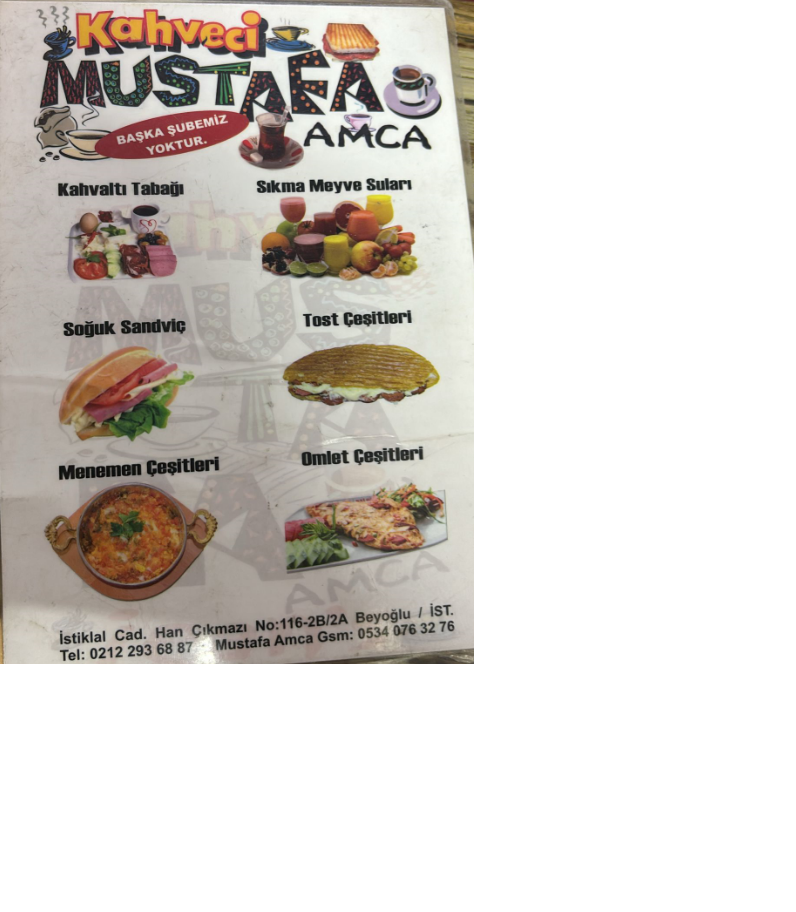 Kahveci
MUSTAFA
AMCA
BAŞKA ŞUBEMİZ
YOKTUR.
Kahvaltı Tabağı
Sıkma Meyve Suları
Soğuk Sandviç
Tost Çeşitleri
Menemen Çeşitleri
Omlet Çeşitleri
İstiklal Cad. Han Çıkmazı No:116-2B/2A Beyoğlu / İST.
Tel: 0212 293 68 87 Mustafa Amca Gsm: 0534 076 32 76